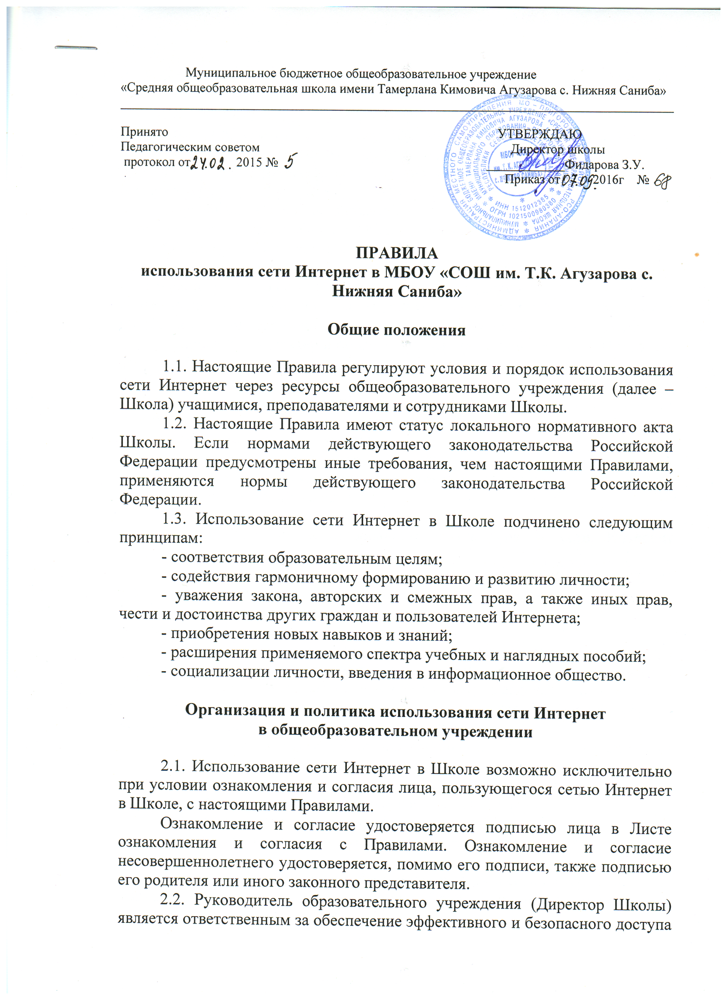 Муниципальное бюджетное общеобразовательное учреждение
«Средняя общеобразовательная школа имени Тамерлана Кимовича Агузарова с. Нижняя Саниба»
Принято
Педагогическим советом
протокол от 24.02. 2015 № 5
УТВЕРЖДАЮ
Директор школы
Фидарова З.У.
Приказ от 07.09. 2016г № 68
ИНН 1512012385
ОГРН 1021500980380
ПРАВИЛА
использования сети Интернет в МБОУ «СОШ им. Т.К. Агузарова с.
Нижняя Саниба»
Общие положения
1.1. Настоящие Правила регулируют условия и порядок использования
сети Интернет через ресурсы общеобразовательного учреждения (далее –
Школа) учащимися, преподавателями и сотрудниками Школы.
1.2. Настоящие Правила имеют статус локального нормативного акта
Школы. Если нормами действующего законодательства Российской
Федерации предусмотрены иные требования, чем настоящими Правилами,
применяются нормы действующего законодательства Российской
Федерации.
1.3. Использование сети Интернет в Школе подчинено следующим
принципам:
- соответствия образовательным целям;
- содействия гармоничному формированию и развитию личности;
- уважения закона, авторских и смежных прав, а также иных прав,
чести и достоинства других граждан и пользователей Интернета;
- приобретения новых навыков и знаний;
- расширения применяемого спектра учебных и наглядных пособий;
- социализации личности, введения в информационное общество.
Организация и политика использования сети Интернет
в общеобразовательном учреждении
2.1. Использование сети Интернет в Школе возможно исключительно
при условии ознакомления и согласия лица, пользующегося сетью Интернет
в Школе, с настоящими Правилами.
Ознакомление и согласие удостоверяется подписью лица в Листе
ознакомления и согласия с Правилами. Ознакомление и согласие
несовершеннолетнего удостоверяется, помимо его подписи, также подписью
его родителя или иного законного представителя.
2.2. Руководитель образовательного учреждения (Директор Школы)
является ответственным за обеспечение эффективного и безопасного доступа